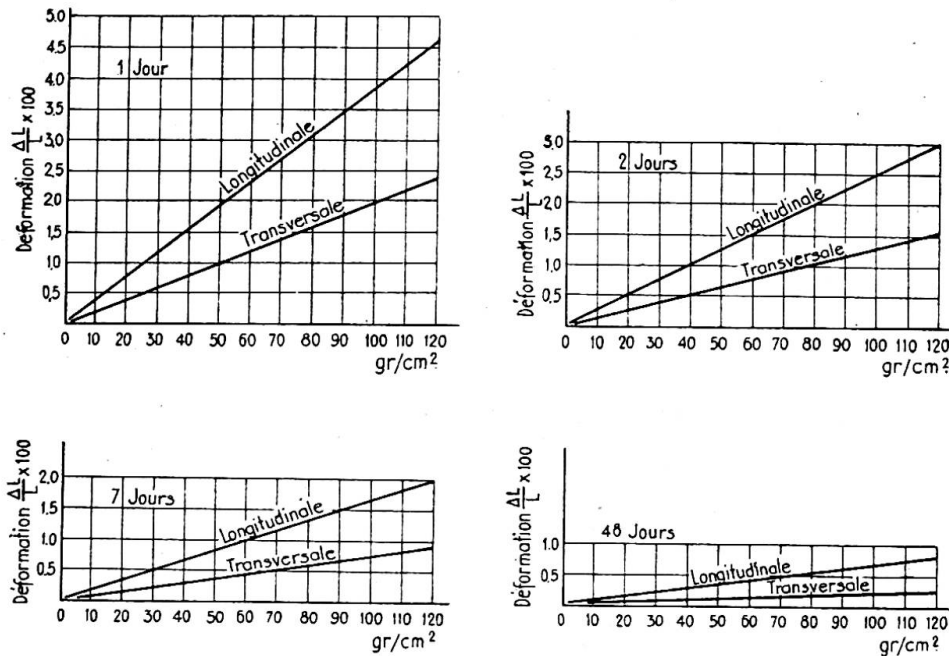 5.0
4.5
4.0
3.5
3.0
2.5
2.0
1.5
1.0
0,5
Déformation ΔL/L x 100
1 Jour
Longitudinale
Transversale
0 10 20 30 40 50 60 70 80 90 100 110 120
gr/cm²
3.0
2,5
2,0
1,5
1,0
0,5
Déformation ΔL/L x 100
2 Jours
Longitudinale
Transversale
0 10 20 30 40 50 60 70 80 90 100 110 120
gr/cm²
2.0
1.5
1.0
0.5
Déformation ΔL/L x 100
7 Jours
Longitudinale
Transversale
0 10 20 30 40 50 60 70 80 90 100 110 120
gr/cm²
1.0
0.5
Déformation ΔL/L x 100
48 Jours
Longitudinale
Transversale
0 10 20 30 40 50 60 70 80 90 100 110 120
gr/cm²